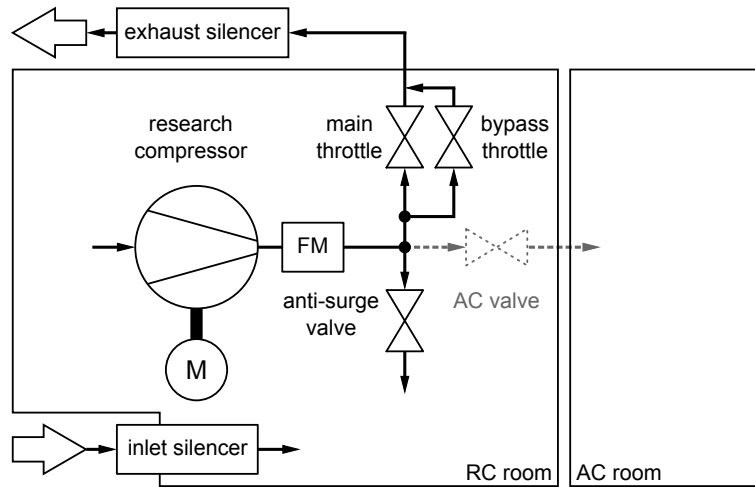 exhaust silencer
research
compressor
main
throttle
bypass
throttle
FM
anti-surge
valve
AC valve
M
inlet silencer
RC room
AC room